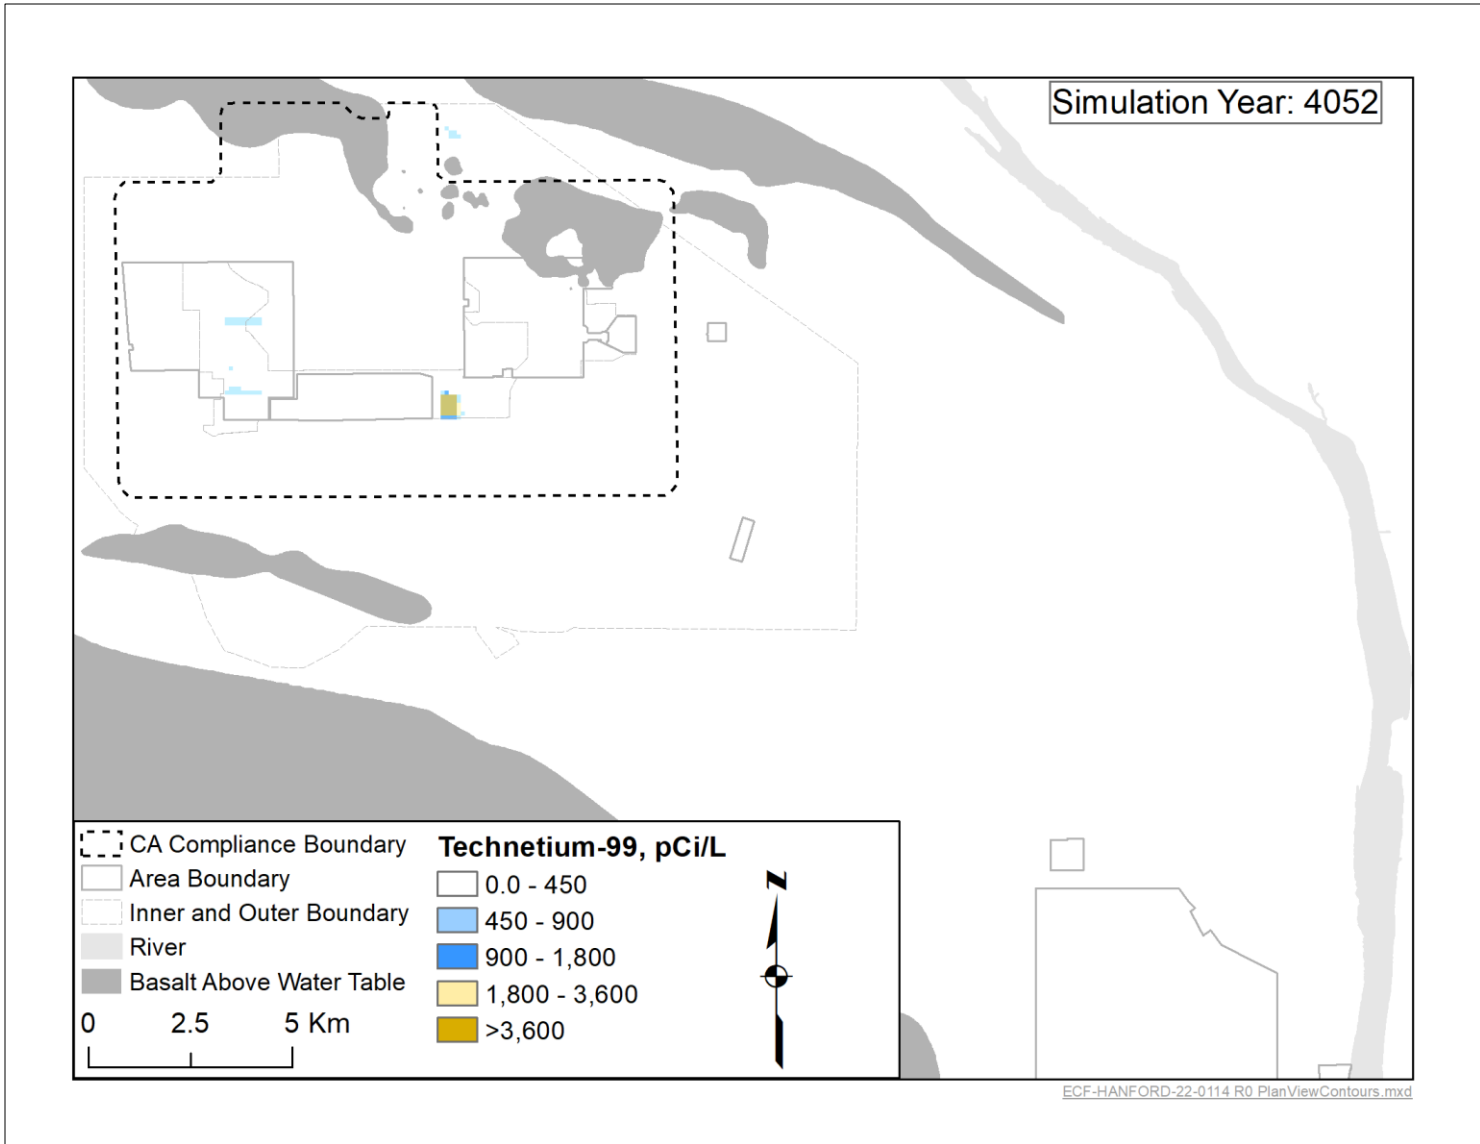 Simulation Year: 4052
CA Compliance Boundary
Area Boundary
Inner and Outer Boundary
River
Basalt Above Water Table
0 2.5 5 Km
Technetium-99, pCi/L
0.0 - 450
450 - 900
900 - 1,800
1,800 - 3,600
>3,600
N
ECF-HANFORD-22-0114 R0 PlanViewContours.mxd